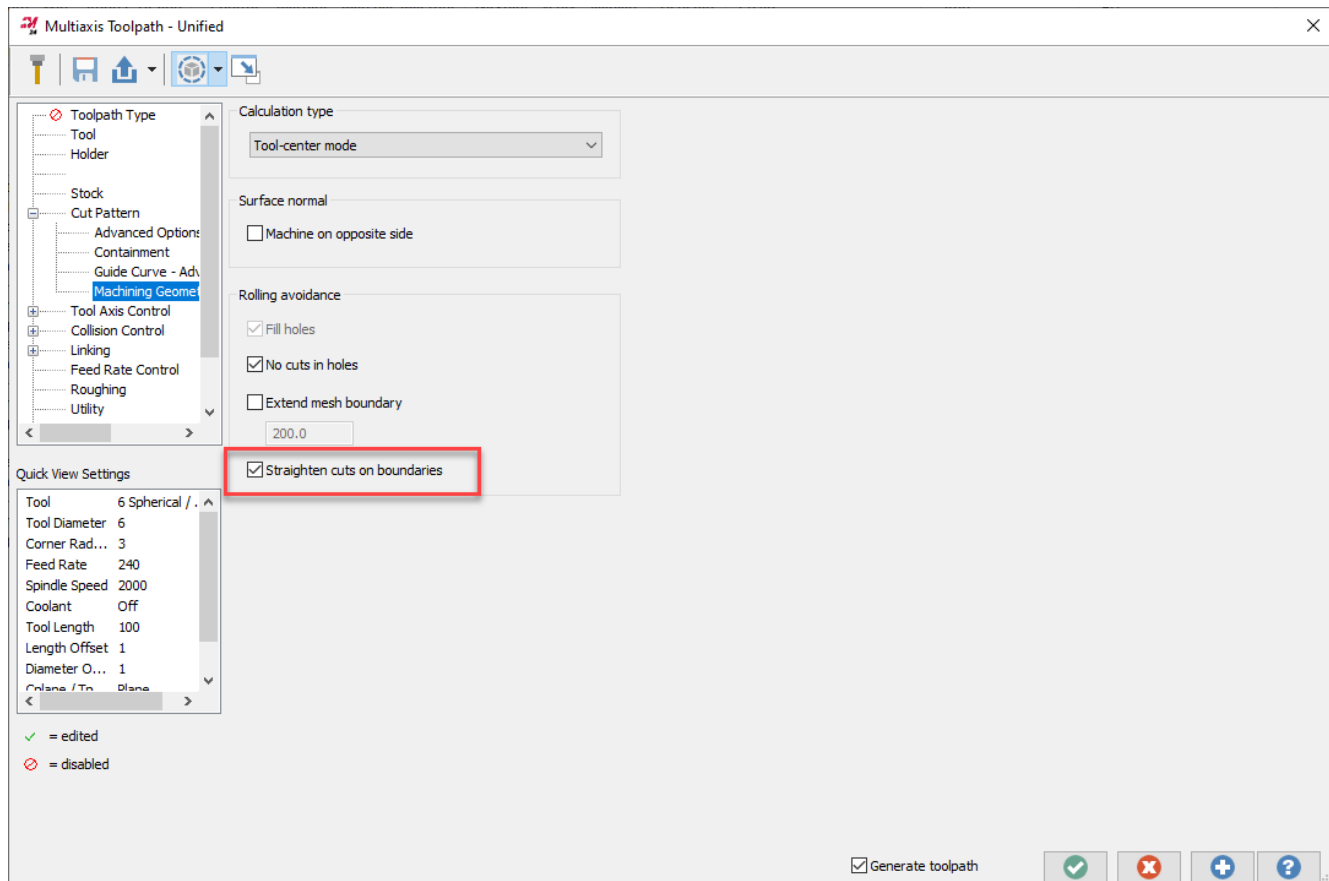 Multiaxis Toolpath - Unified
Toolpath Type
Tool
Holder
Stock
Cut Pattern
Advanced Options
Containment
Guide Curve - Adv
Machining Geomet
Tool Axis Control
Collision Control
Linking
Feed Rate Control
Roughing
Utility
Calculation type
Tool-center mode
Surface normal
Machine on opposite side
Rolling avoidance
Fill holes
No cuts in holes
Extend mesh boundary
200.0
Straighten cuts on boundaries
Quick View Settings
Tool 6 Spherical / .
Tool Diameter 6
Corner Rad... 3
Feed Rate 240
Spindle Speed 2000
Coolant Off
Tool Length 100
Length Offset 1
Diameter O... 1
Cplane / Tp Plane
= edited
= disabled
Generate toolpath